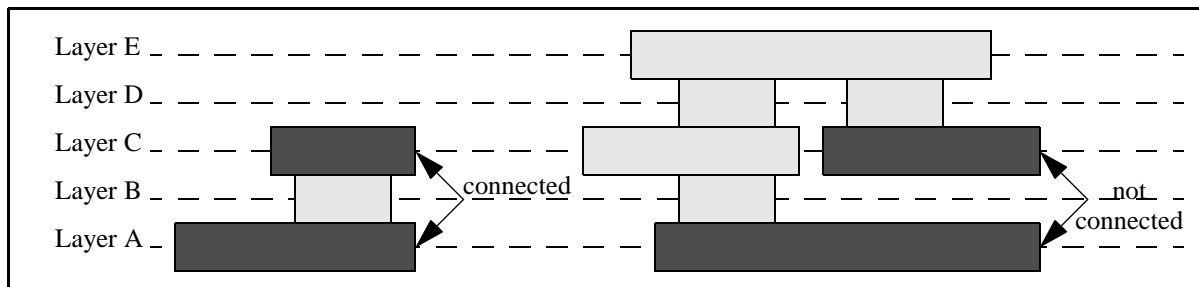 Layer E
Layer D
Layer C
Layer B
Layer A
connected
not
connected